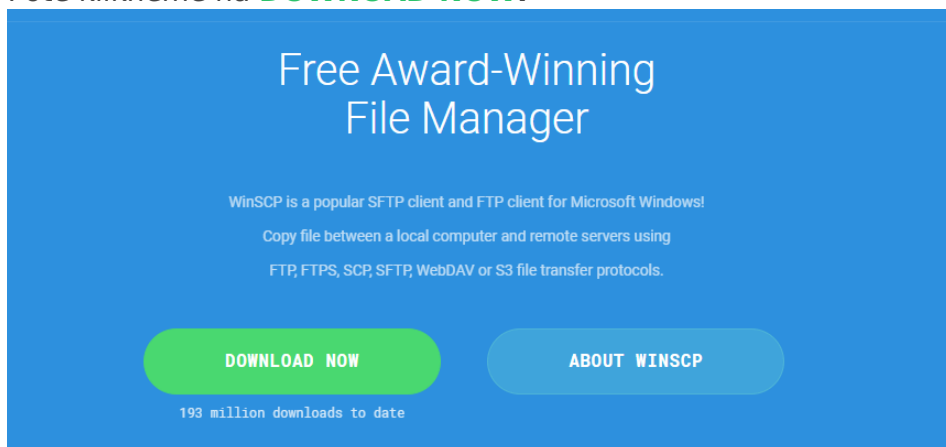 Free Award-Winning
File Manager
WinSCP is a popular SFTP client and FTP client for Microsoft Windows!
Copy file between a local computer and remote servers using
FTP, FTPS, SCP, SFTP, WebDAV or S3 file transfer protocols.
DOWNLOAD NOW
ABOUT WINSCP
193 million downloads to date